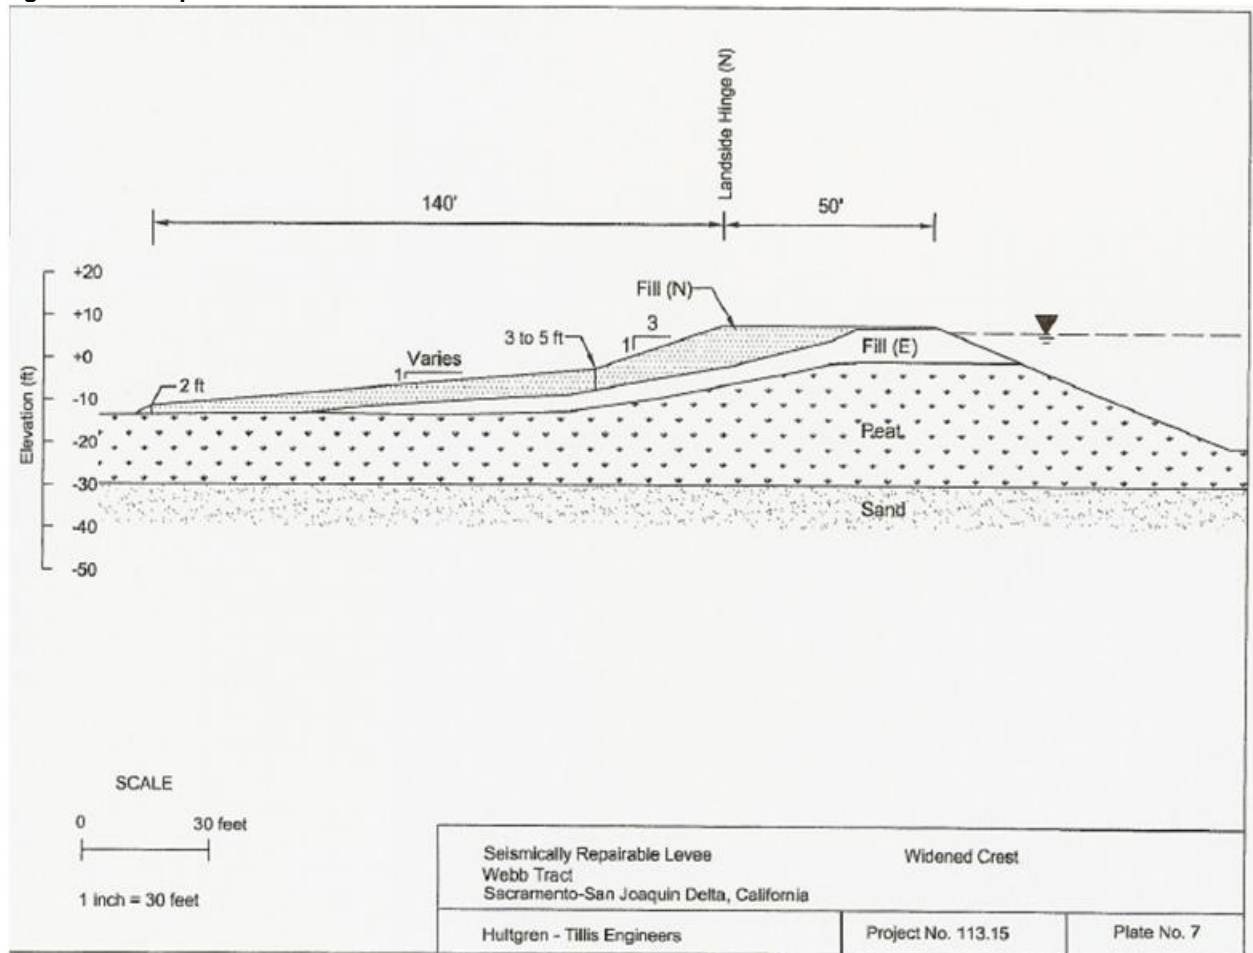 Landside Hinge (N)
140'
50'
+20
+10
+0
-10
-20
-30
-40
-50
Elevation (ft)
Fill (N)
3
1
3 to 5 ft
Varies
1
2 ft
Fill (E)
Peat
Sand
SCALE
0 30 feet
1 inch = 30 feet
Seismically Repairable Levee
Webb Tract
Sacramento-San Joaquin Delta, California
Widened Crest
Hultgren - Tillis Engineers
Project No. 113.15
Plate No. 7